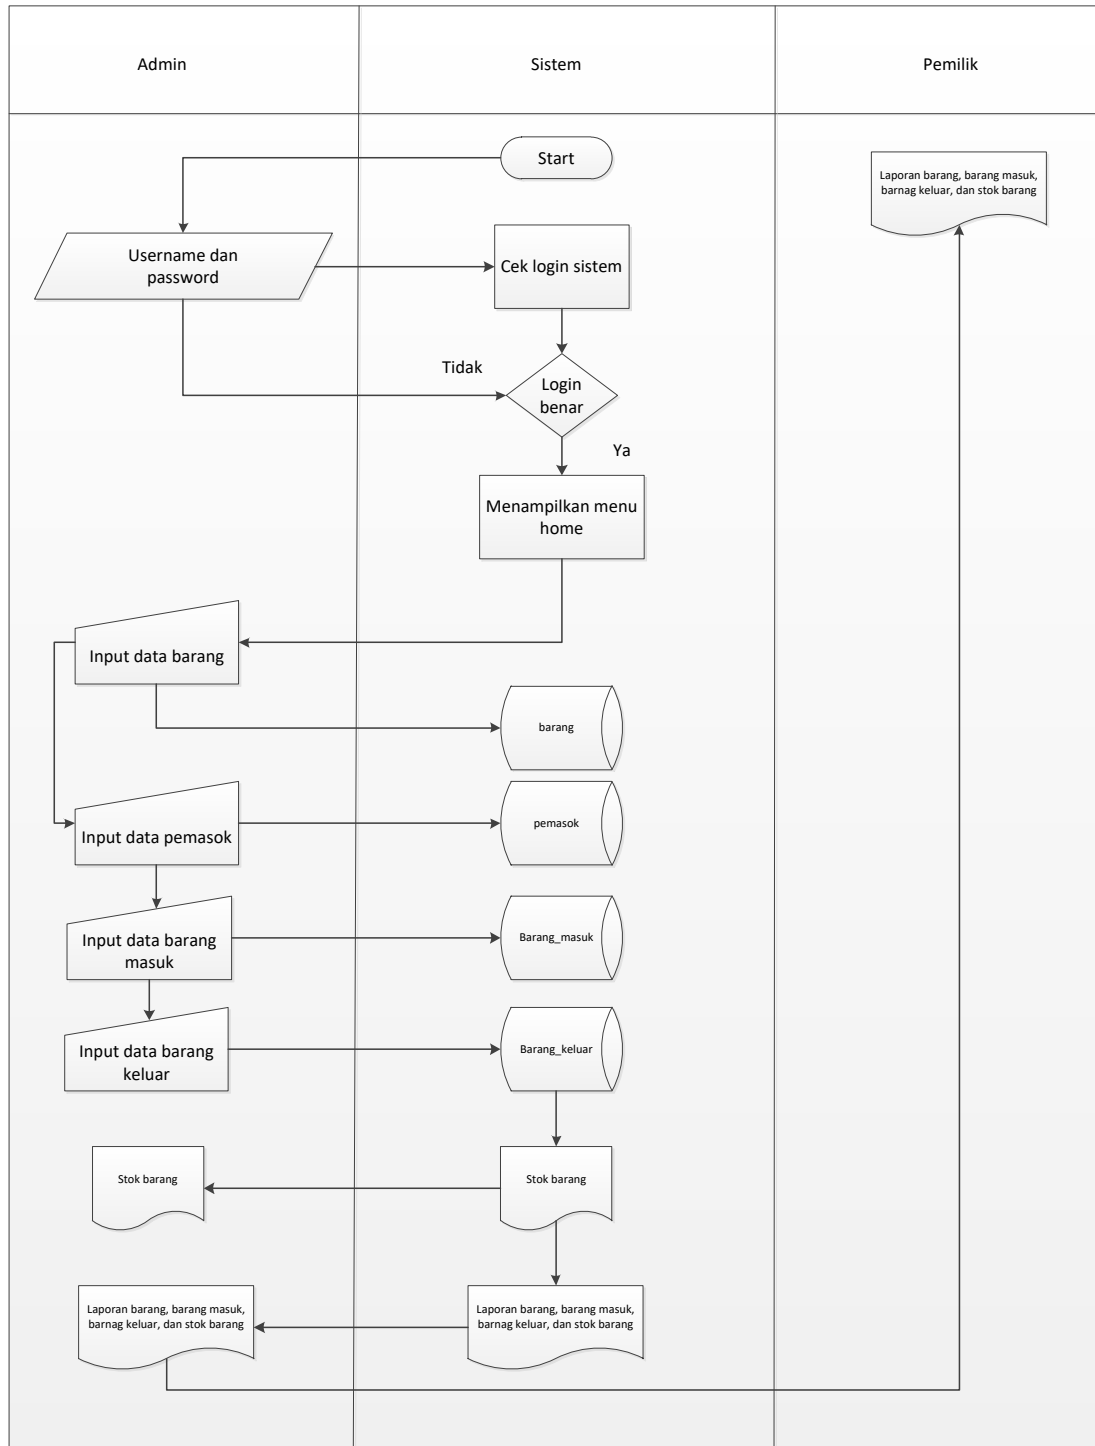 Admin
Sistem
Pemilik
Start
Laporan barang, barang masuk,
barnag keluar, dan stok barang
Username dan
password
Cek login sistem
Tidak
Login
benar
Ya
Menampilkan menu
home
Input data barang
barang
Input data pemasok
pemasok
Input data barang
masuk
Barang_masuk
Input data barang
keluar
Barang_keluar
Stok barang
Stok barang
Laporan barang, barang masuk,
barnag keluar, dan stok barang
Laporan barang, barang masuk,
barnag keluar, dan stok barang